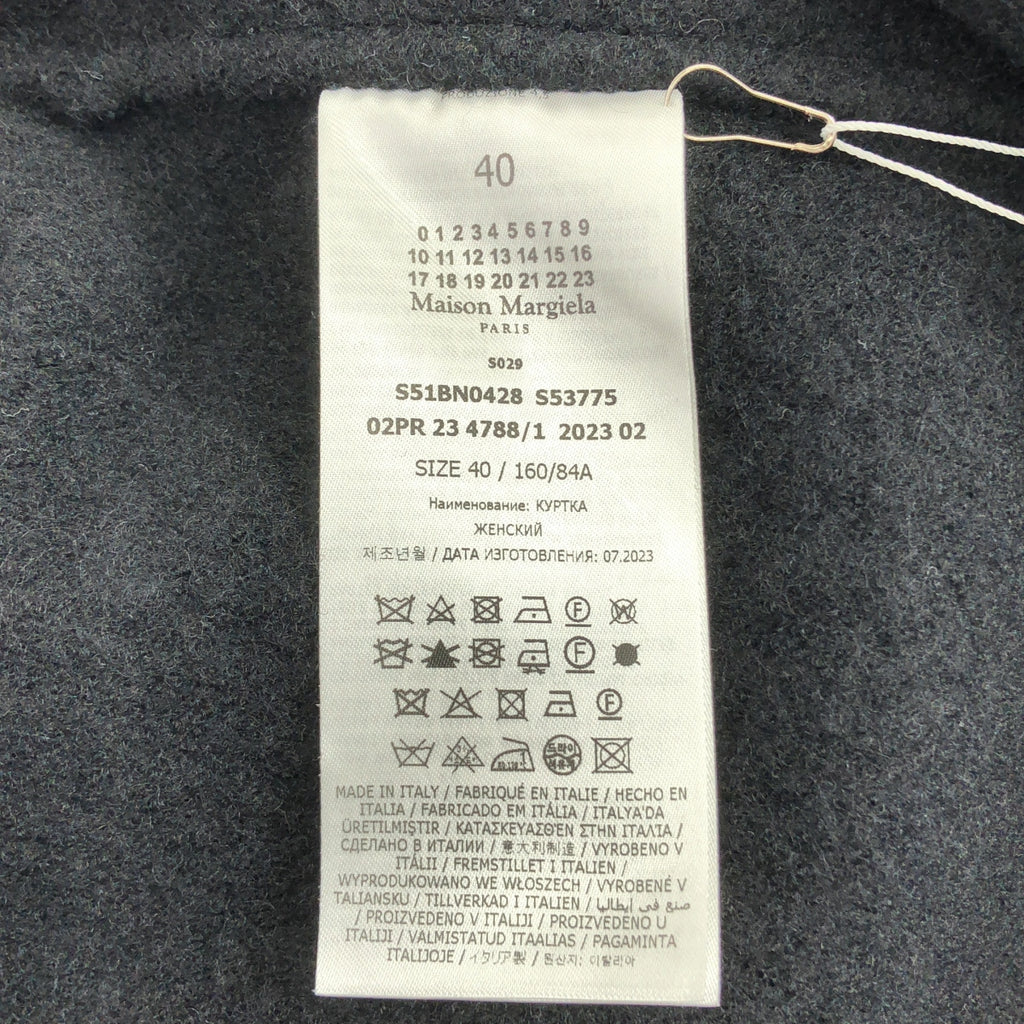 40
0 1 2 3 4 5 6 7 8 9
10 11 12 13 14 15 16
17 18 19 20 21 22 23
Maison Margiela
PARIS
S029
S51BN0428 S53775
02PR 23 4788/1 2023 02
SIZE 40 / 160/84A
Наименование: КУРТКА
ЖЕНСКИЙ
제조년월 / ДАТА ИЗГОТОВЛЕНИЯ: 07.2023
F W
F
F
드라이
MADE IN ITALY / FABRIQUÉ EN ITALIE / HECHO EN
ITALIA / FABRICADO EM ITÁLIA / ITALYA'DA
ÜRETILMIŞTIR / ΚΑΤΑΣΚΕΥΑΣΘΈΝ ΣΤΗΝ ΙΤΑΛΊΑ /
СДЕЛАНО В ИТАЛИИ / 意大利制造 / VYROBENO V
ITÁLII / FREMSTILLET I ITALIEN /
WYPRODUKOWANO WE WŁOSZECH / VYROBENÉ V
TALIANSKU / TILLVERKAD I ITALIEN / صنع في إيطاليا
/ PROIZVEDENO V ITALIJI / PROIZVEDENO U
ITALIJI / VALMISTATUD ITAALIAS / PAGAMINTA
ITALIJOJE / イタリア製 / 원산지: 이탈리아